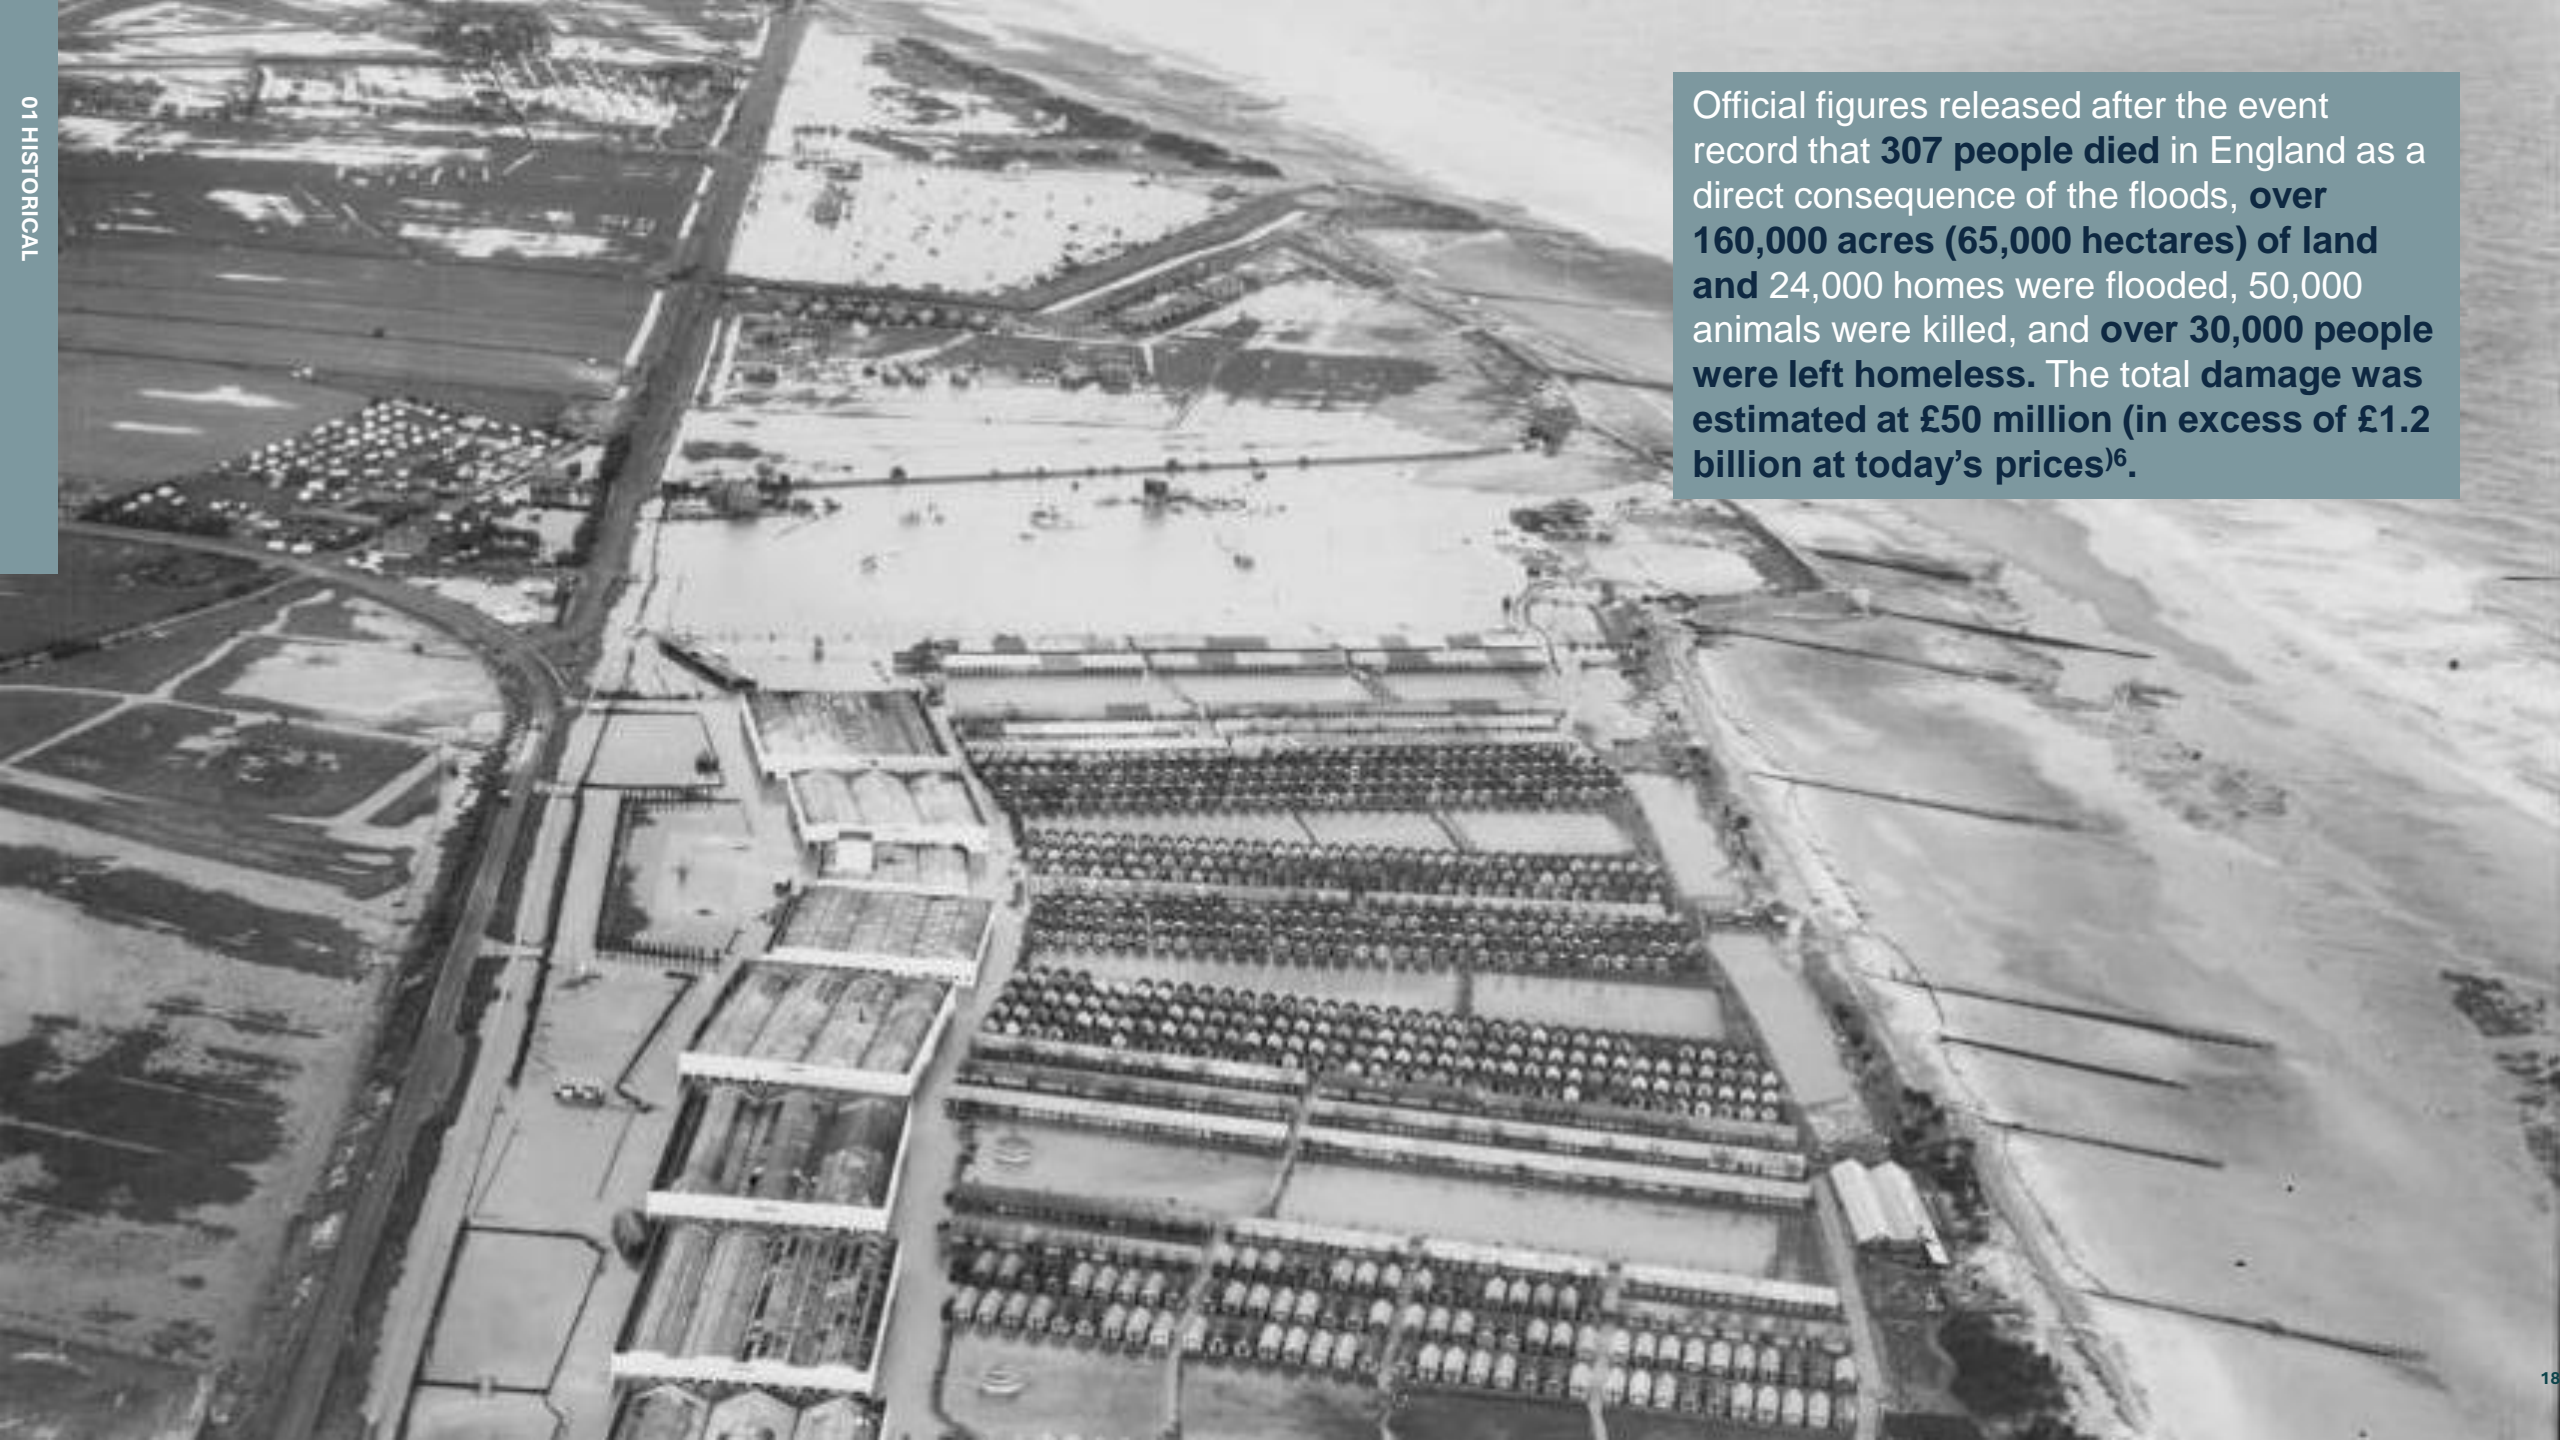 01 HISTORICAL
Official figures released after the event
record that 307 people died in England as a
direct consequence of the floods, over
160,000 acres (65,000 hectares) of land
and 24,000 homes were flooded, 50,000
animals were killed, and over 30,000 people
were left homeless. The total damage was
estimated at £50 million (in excess of £1.2
billion at today’s prices)6.
18